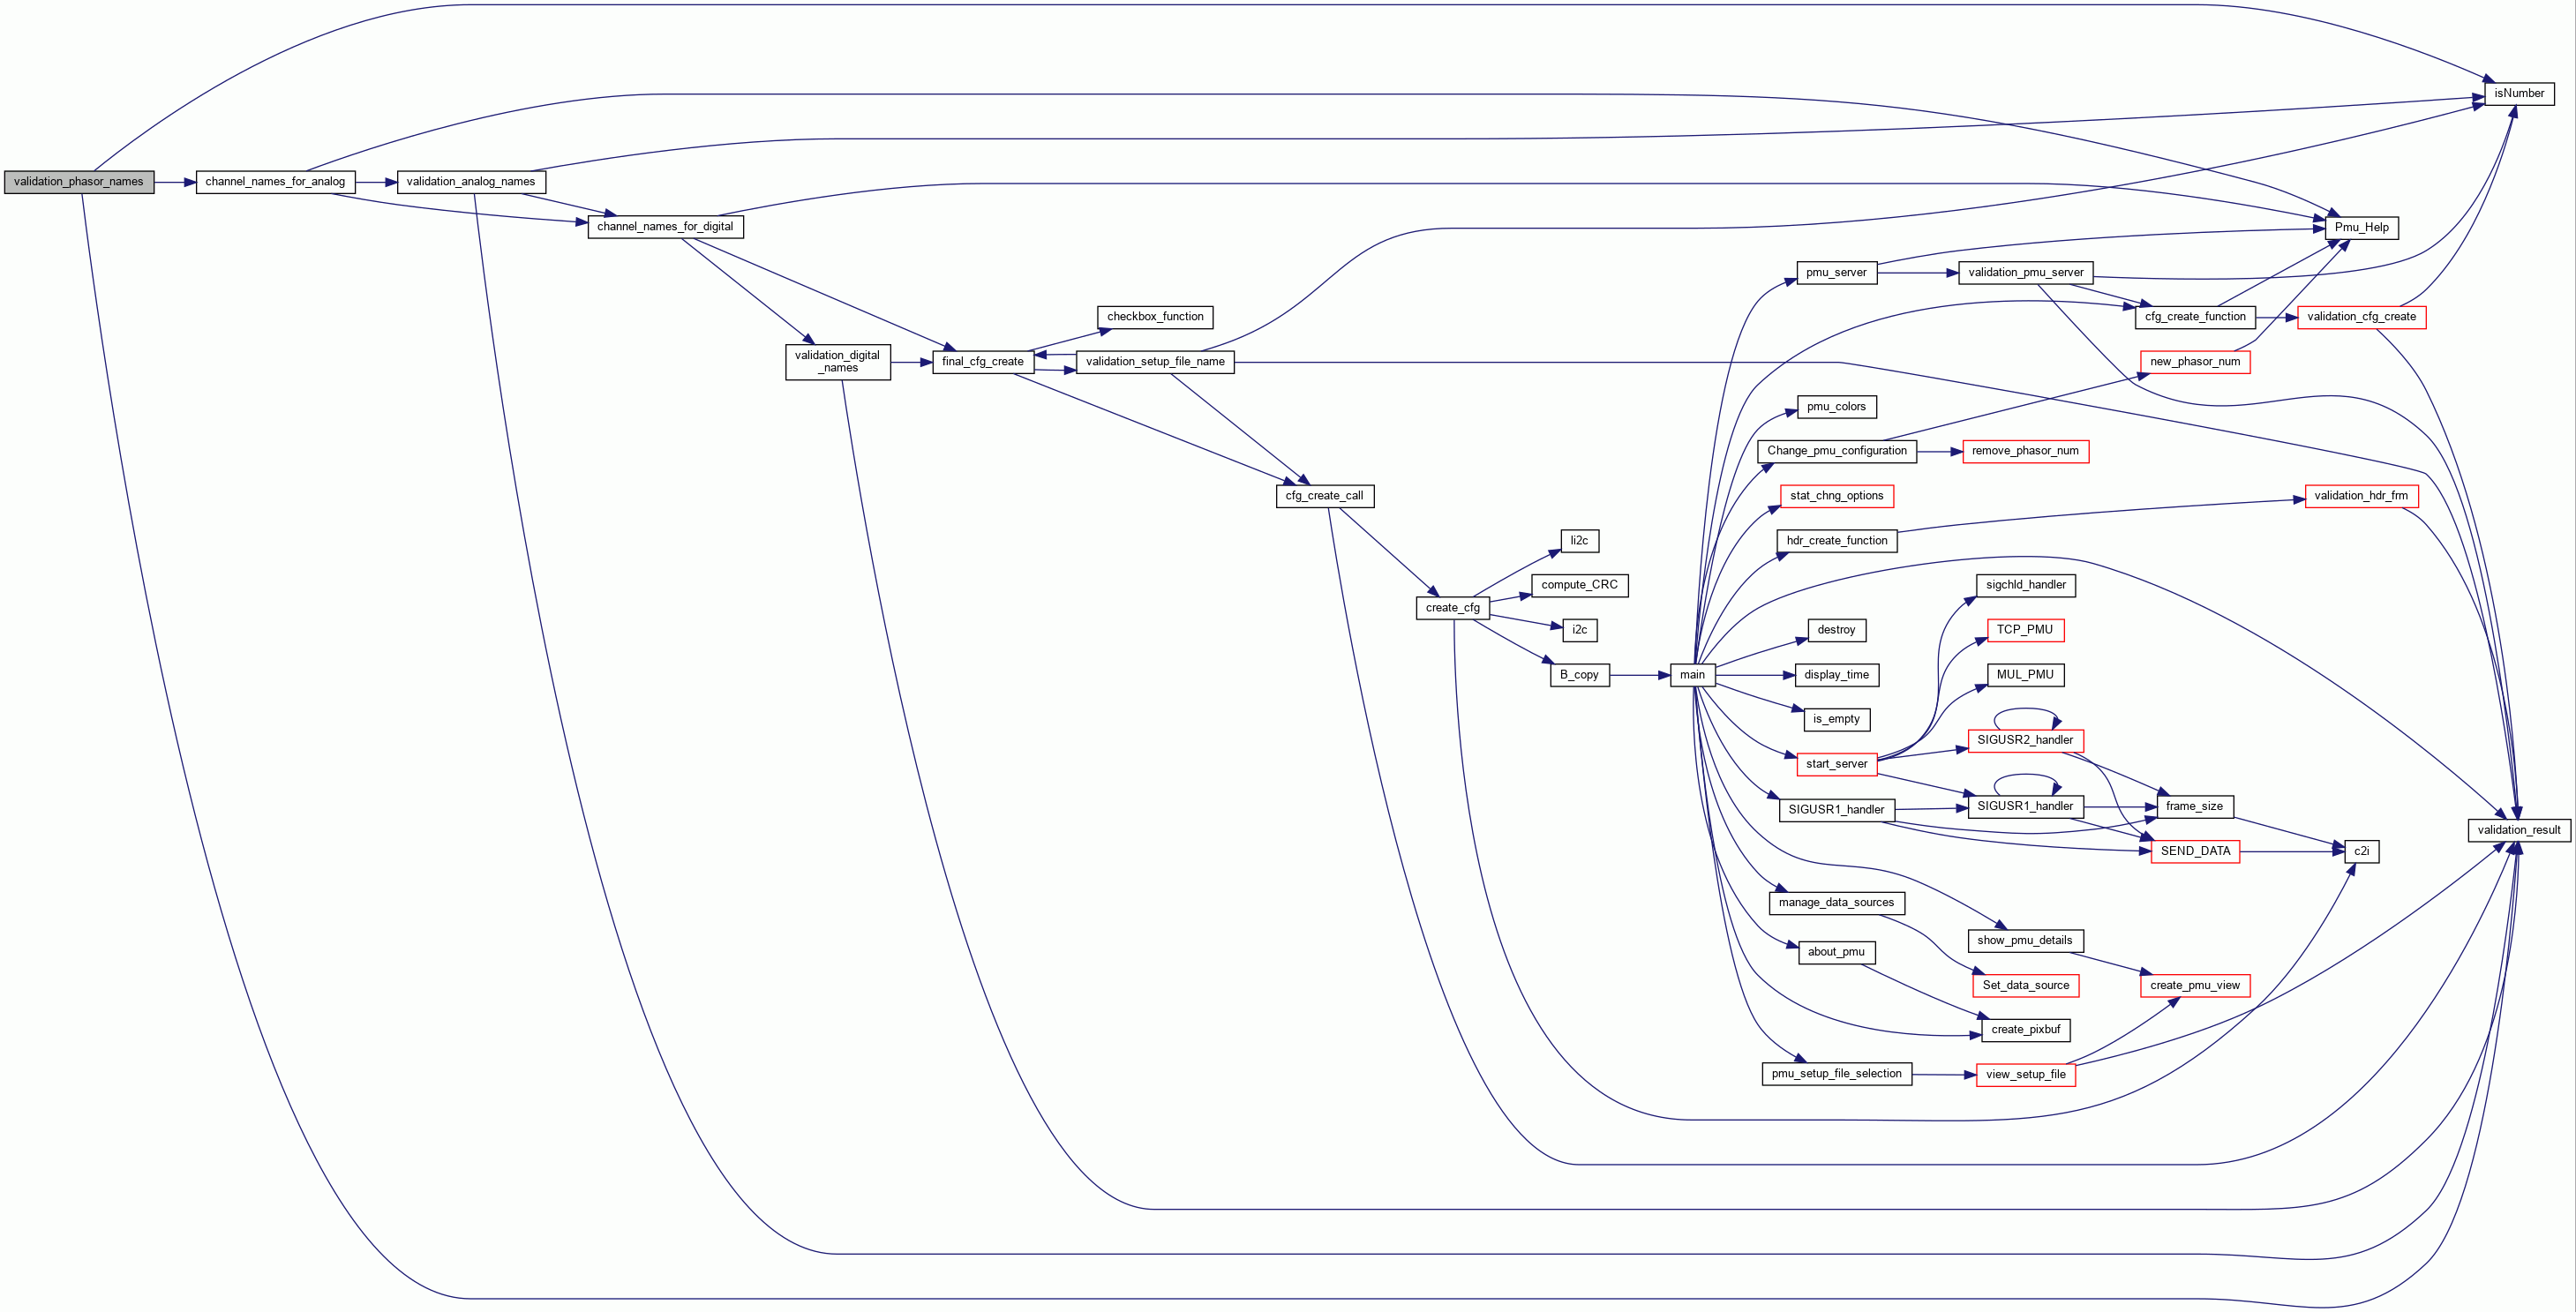 isNumber
validation_phasor_names
channel_names_for_analog
validation_analog_names
channel_names_for_digital
Pmu_Help
pmu_server
validation_pmu_server
checkbox_function
cfg_create_function
validation_cfg_create
validation_digital
_names
final_cfg_create
validation_setup_file_name
new_phasor_num
pmu_colors
Change_pmu_configuration
remove_phasor_num
cfg_create_call
stat_chng_options
validation_hdr_frm
li2c
hdr_create_function
compute_CRC
sigchld_handler
create_cfg
i2c
destroy
TCP_PMU
B_copy
main
display_time
MUL_PMU
is_empty
SIGUSR2_handler
start_server
SIGUSR1_handler
SIGUSR1_handler
frame_size
validation_result
SEND_DATA
c2i
manage_data_sources
show_pmu_details
about_pmu
Set_data_source
create_pmu_view
create_pixbuf
pmu_setup_file_selection
view_setup_file